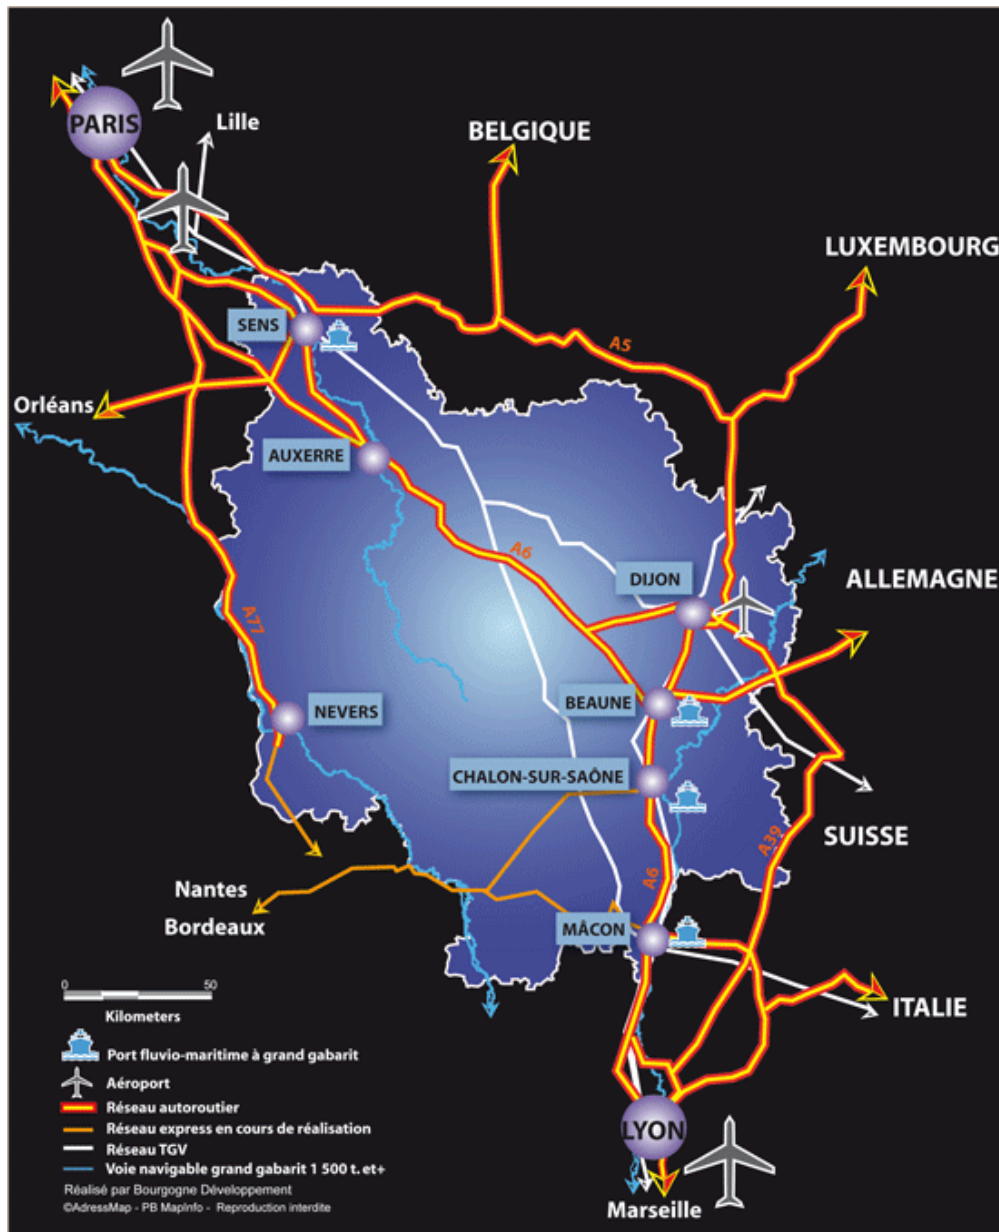 PARIS
Lille
BELGIQUE
LUXEMBOURG
SENS
A5
Orléans
AUXERRE
A6
DIJON
ALLEMAGNE
A77
BEAUNE
NEVERS
CHALON-SUR-SAÔNE
SUISSE
A39
A6
Nantes
Bordeaux
MÂCON
ITALIE
0 50
Kilometers
Port fluvio-maritime à grand gabarit
Aéroport
Réseau autoroutier
Réseau express en cours de réalisation
Réseau TGV
Voie navigable grand gabarit 1 500 t. et+
Réalisé par Bourgogne Développement
©AdressMap - PB MapInfo - Reproduction interdite
LYON
Marseille